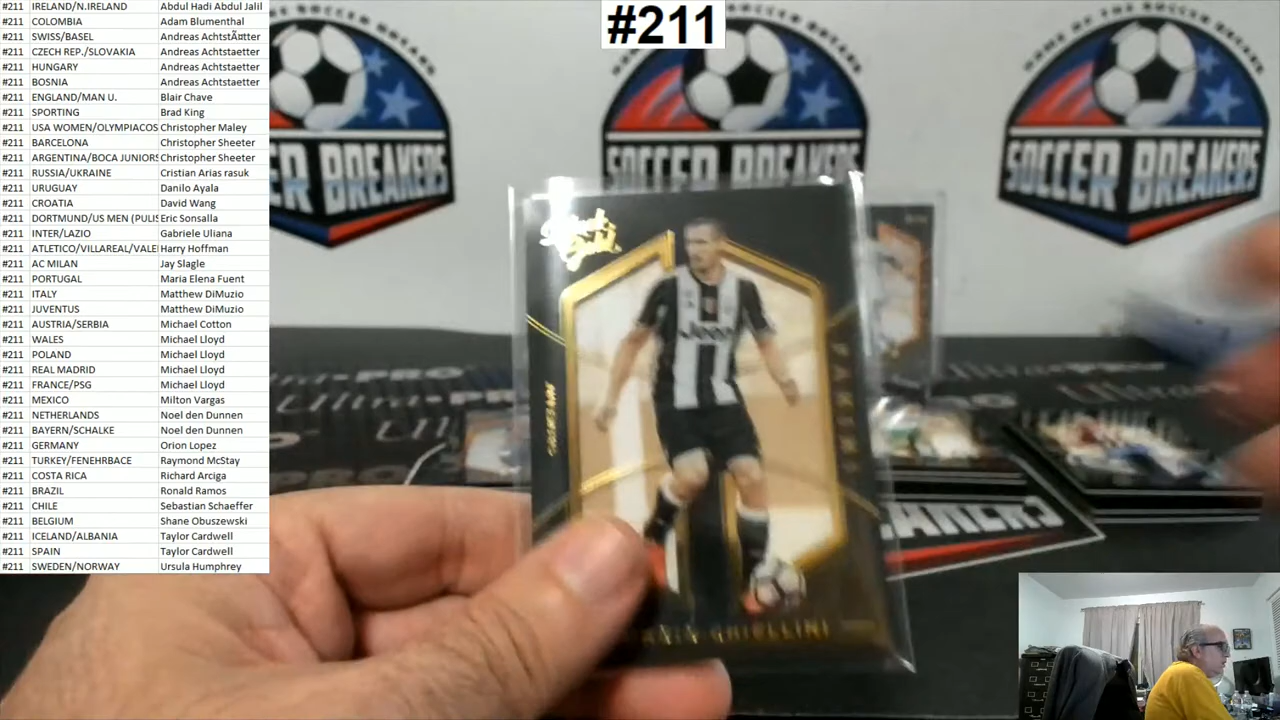 #211 IRELAND/N.IRELAND Abdul Hadi Abdul Jalil
#211 COLOMBIA Adam Blumenthal
#211 SWISS/BASEL Andreas AchstÃ¤tter
#211 CZECH REP./SLOVAKIA Andreas Achtstaetter
#211 HUNGARY Andreas Achtstaetter
#211 BOSNIA Andreas Achtstaetter
#211 ENGLAND/MAN U. Blair Chave
#211 SPORTING Brad King
#211 USA WOMEN/OLYMPIACOS Christopher Maley
#211 BARCELONA Christopher Sheeter
#211 ARGENTINA/BOCA JUNIORS Christopher Sheeter
#211 RUSSIA/UKRAINE Cristian Arias rasuk
#211 URUGUAY Danilo Ayala
#211 CROATIA David Wang
#211 DORTMUND/US MEN (PULIS Eric Sonsalla
#211 INTER/LAZIO Gabriele Uliana
#211 ATLETICO/VILLAREAL/VALE Harry Hoffman
#211 AC MILAN Jay Slagle
#211 PORTUGAL Maria Elena Fuent
#211 ITALY Matthew DiMuzio
#211 JUVENTUS Matthew DiMuzio
#211 AUSTRIA/SERBIA Michael Cotton
#211 WALES Michael Lloyd
#211 POLAND Michael Lloyd
#211 REAL MADRID Michael Lloyd
#211 FRANCE/PSG Michael Lloyd
#211 MEXICO Milton Vargas
#211 NETHERLANDS Noel den Dunnen
#211 BAYERN/SCHALKE Noel den Dunnen
#211 GERMANY Orion Lopez
#211 TURKEY/FENEHRBACE Raymond McStay
#211 COSTA RICA Richard Arciga
#211 BRAZIL Ronald Ramos
#211 CHILE Sebastian Schaeffer
#211 BELGIUM Shane Obuszewski
#211 ICELAND/ALBANIA Taylor Cardwell
#211 SPAIN Taylor Cardwell
#211 SWEDEN/NORWAY Ursula Humphrey
#211
ER BREAKERS
SOCCER BREAKERS
SOCCER BREAKERS
Jeep
CHIELLINI